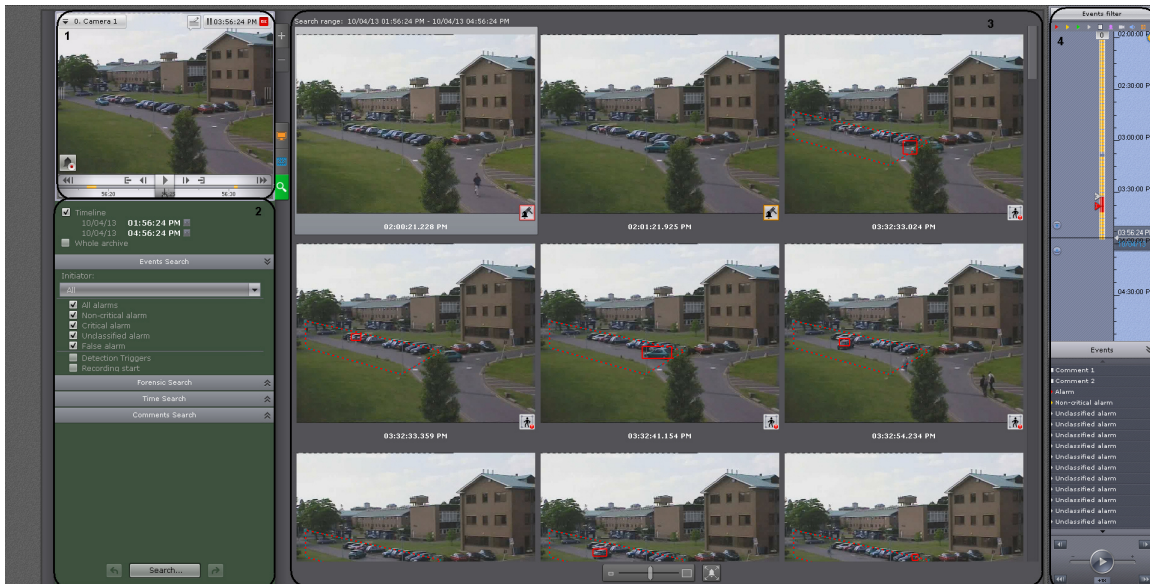 0. Camera 1
03:56:24 PM
1
56:20
56:30
2
Timeline
10/04/13 01:56:24 PM
10/04/13 04:56:24 PM
Whole archive
Events Search
Initiator:
All
All alarms
Non-critical alarm
Critical alarm
Unclassified alarm
False alarm
Detection Triggers
Recording start
Forensic Search
Time Search
Comments Search
Search...
Search range: 10/04/13 01:56:24 PM - 10/04/13 04:56:24 PM
3
02:00:21.228 PM
02:01:21.925 PM
03:32:33.024 PM
03:32:33.359 PM
03:32:41.154 PM
03:32:54.234 PM
Events filter
4
0
02:00:00 P
02:30:00 P
03:00:00 P
03:30:00 P
03:56:24 P
04:30:00 P
Events
Comment 1
Comment 2
Alarm
Non-critical alarm
Unclassified alarm
Unclassified alarm
Unclassified alarm
Unclassified alarm
Unclassified alarm
Unclassified alarm
Unclassified alarm
Unclassified alarm
Unclassified alarm
Unclassified alarm
Unclassified alarm